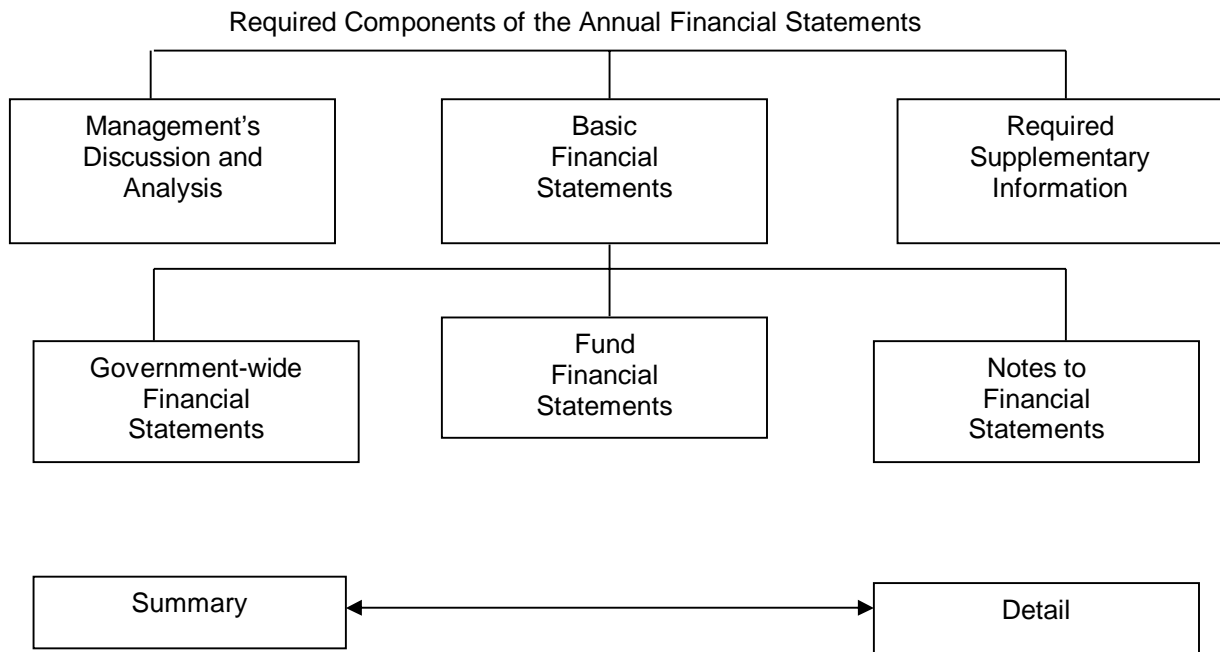 Required Components of the Annual Financial Statements
Management’s
Discussion and
Analysis
Basic
Financial
Statements
Required
Supplementary
Information
Government-wide
Financial
Statements
Fund
Financial
Statements
Notes to
Financial
Statements
Summary
Detail